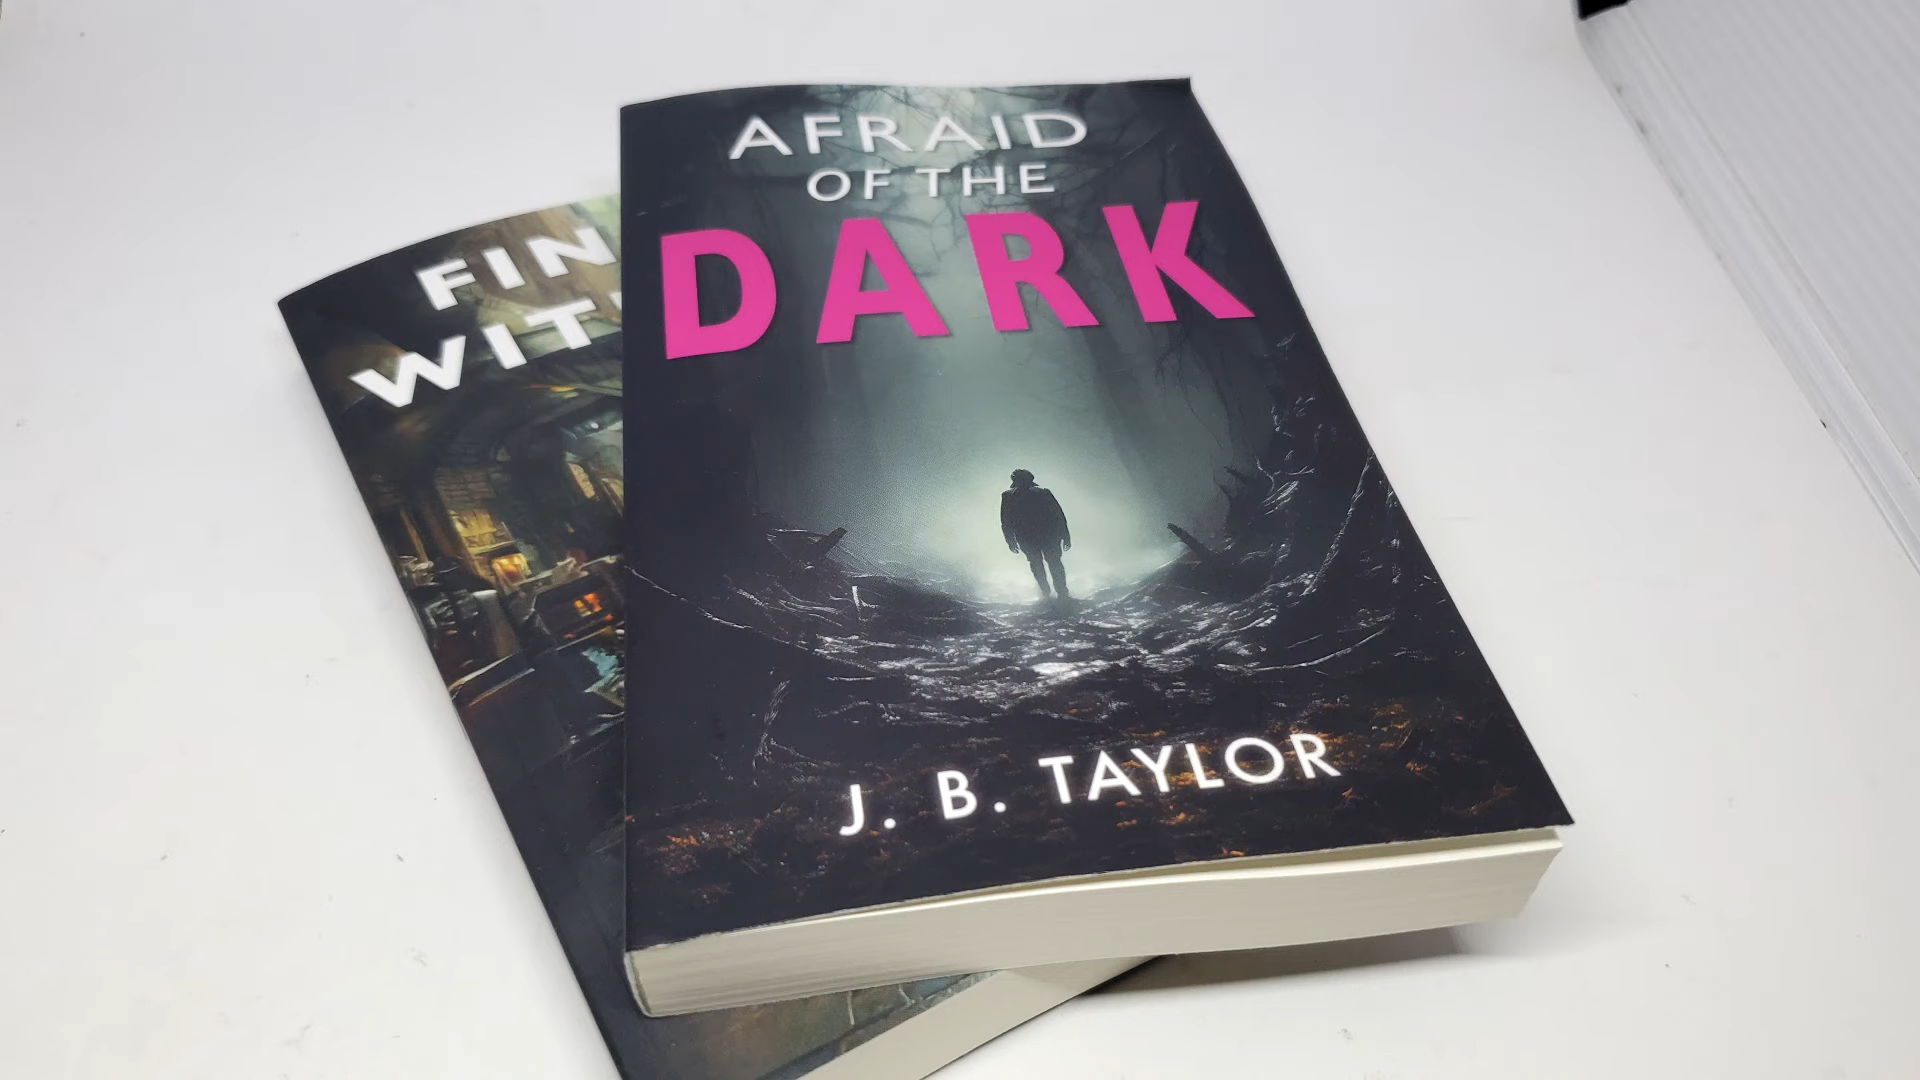 AFRAID
OF THE
DARK
J. B. TAYLOR
FIN
WIT